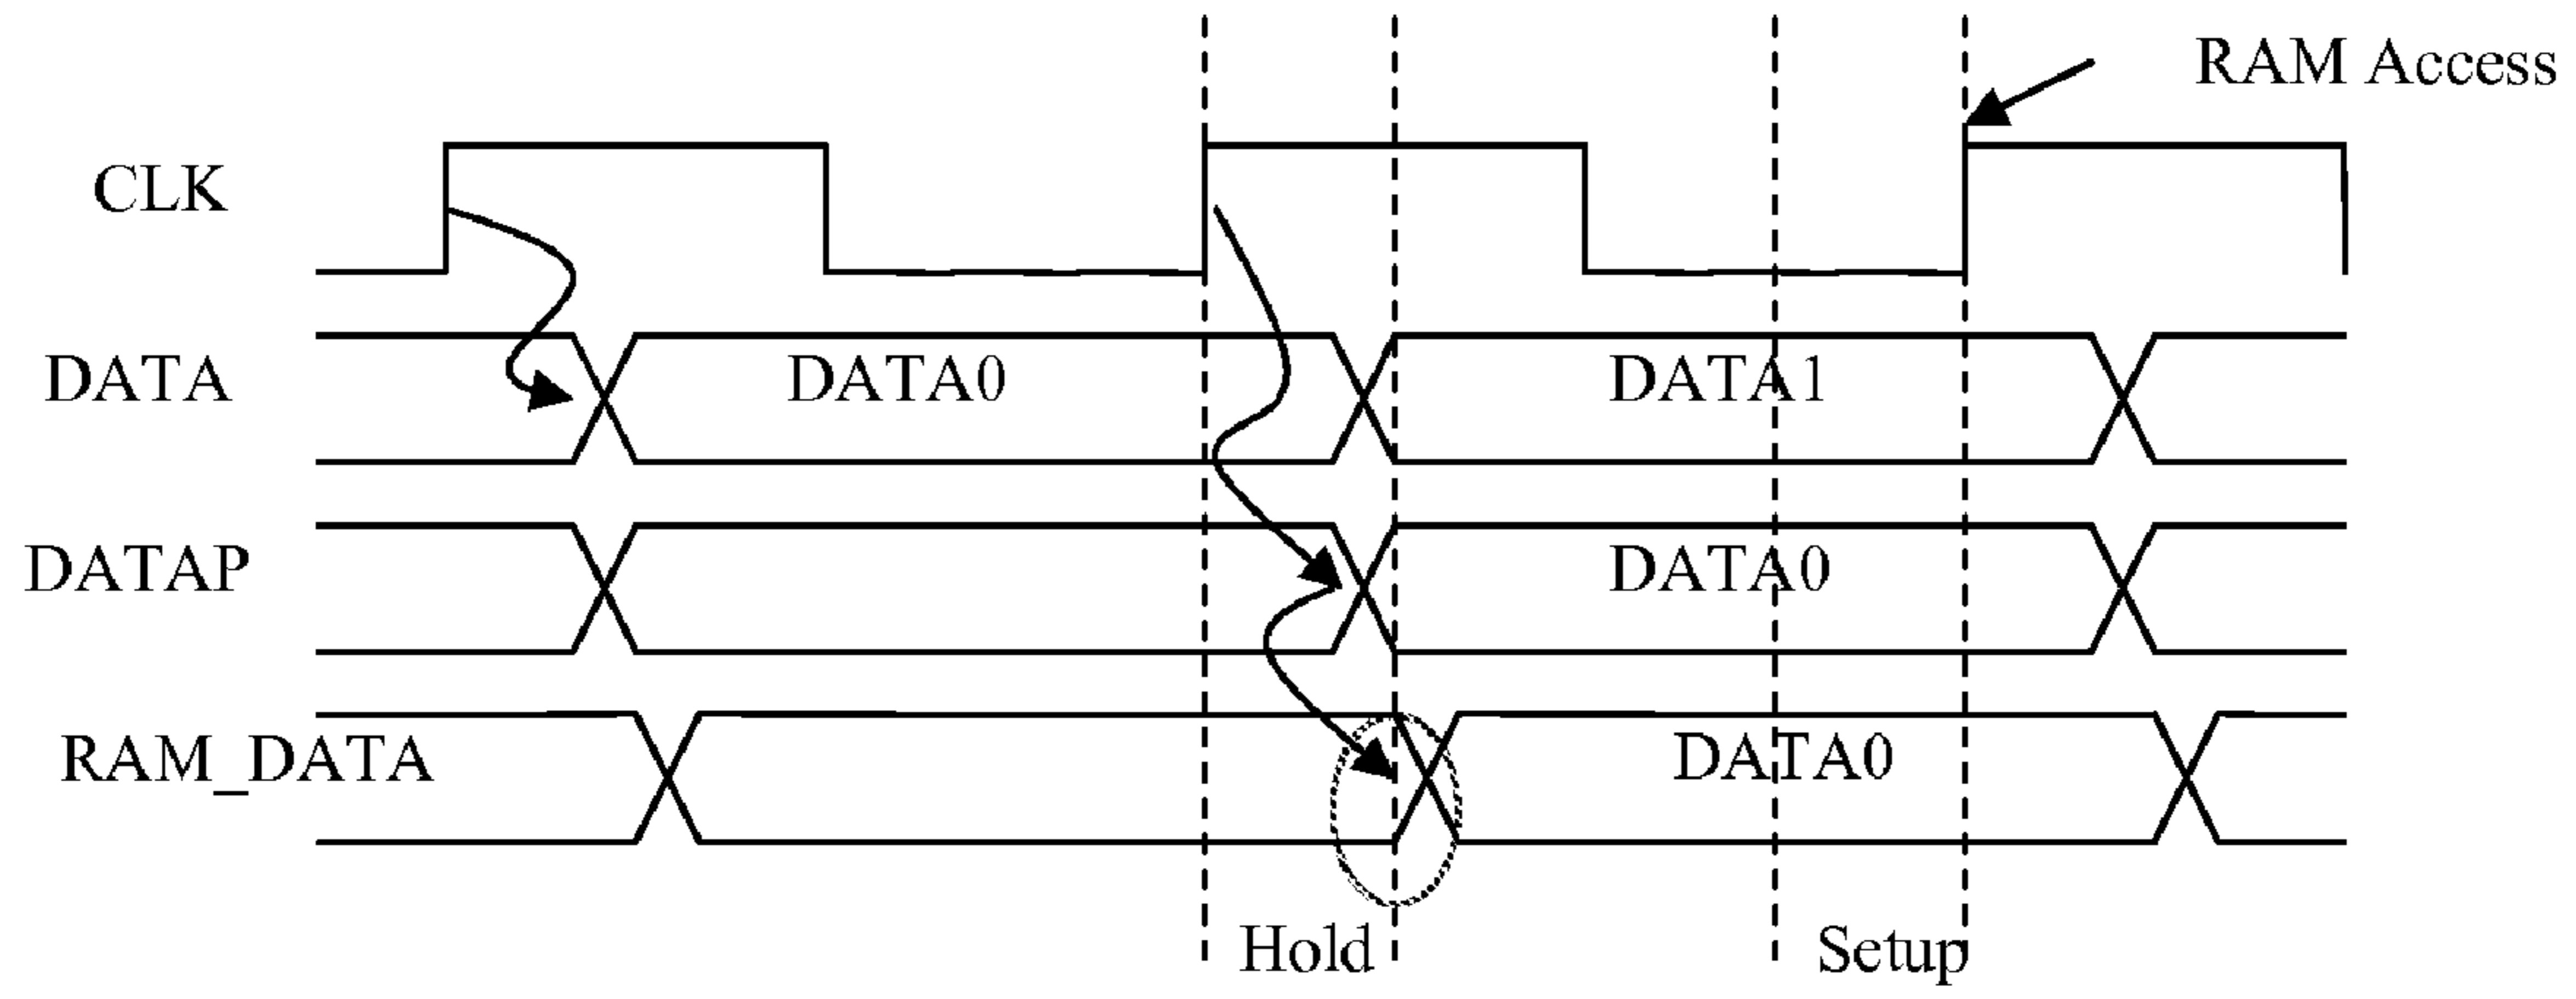 RAM Access
CLK
DATA DATA0 DATA1
DATAP DATA0
RAM_DATA DATA0
Hold Setup